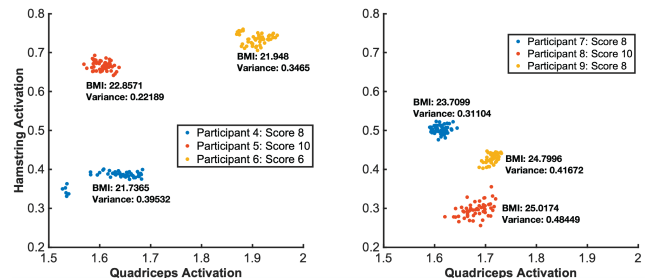 0.8
0.7
0.6
0.5
0.4
0.3
0.2
Hamstring Activation
BMI: 21.948
Variance: 0.3465
BMI: 22.8571
Variance: 0.22189
Participant 4: Score 8
Participant 5: Score 10
Participant 6: Score 6
BMI: 21.7365
Variance: 0.39532
1.5
1.6
1.7
1.8
1.9
2
Quadriceps Activation
0.8
0.7
0.6
0.5
0.4
0.3
0.2
Participant 7: Score 8
Participant 8: Score 10
Participant 9: Score 8
BMI: 23.7099
Variance: 0.31104
BMI: 24.7996
Variance: 0.41672
BMI: 25.0174
Variance: 0.48449
1.5
1.6
1.7
1.8
1.9
2
Quadriceps Activation